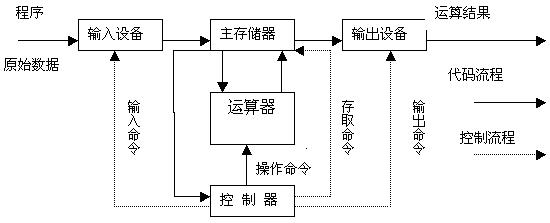 程序
输入设备
主存储器
输出设备
运算结果
原始数据
代码流程
运算器
输入命令
存取命令
输出命令
控制流程
操作命令
控 制 器